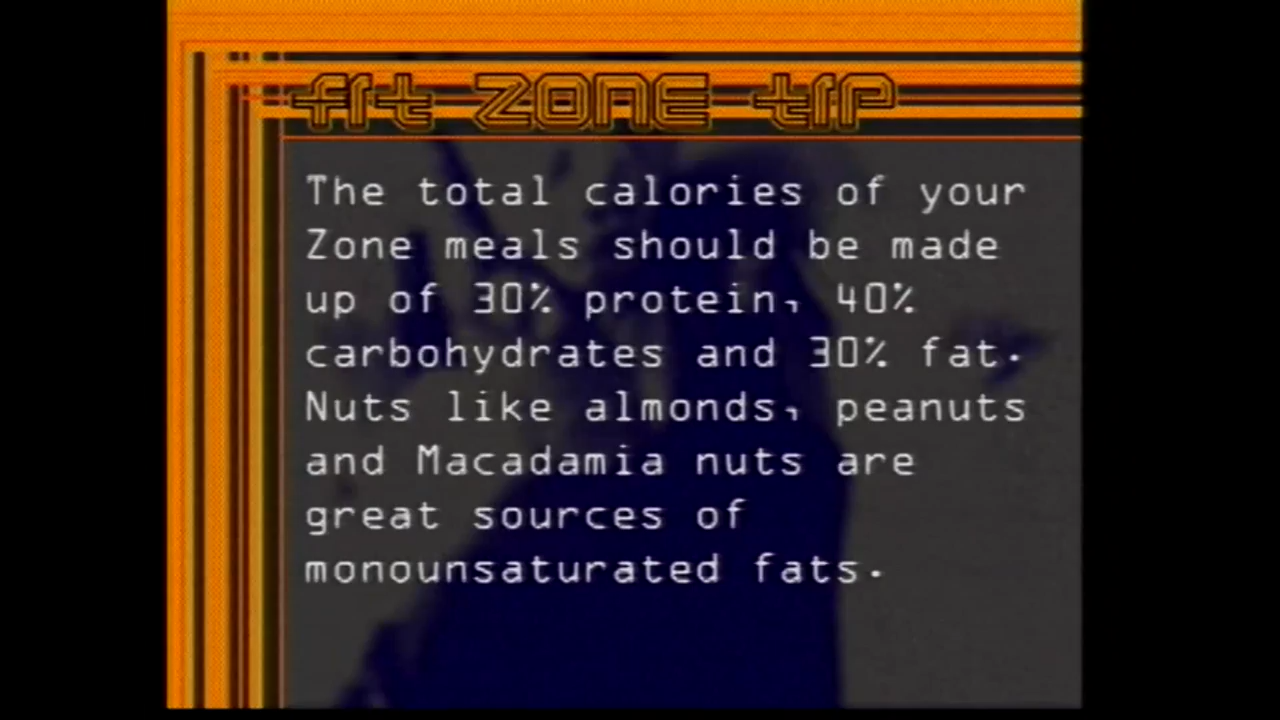 fit ZONE tip
The total calories of your
Zone meals should be made
up of 30% protein, 40%
carbohydrates and 30% fat.
Nuts like almonds, peanuts
and Macadamia nuts are
great sources of
monounsaturated fats.